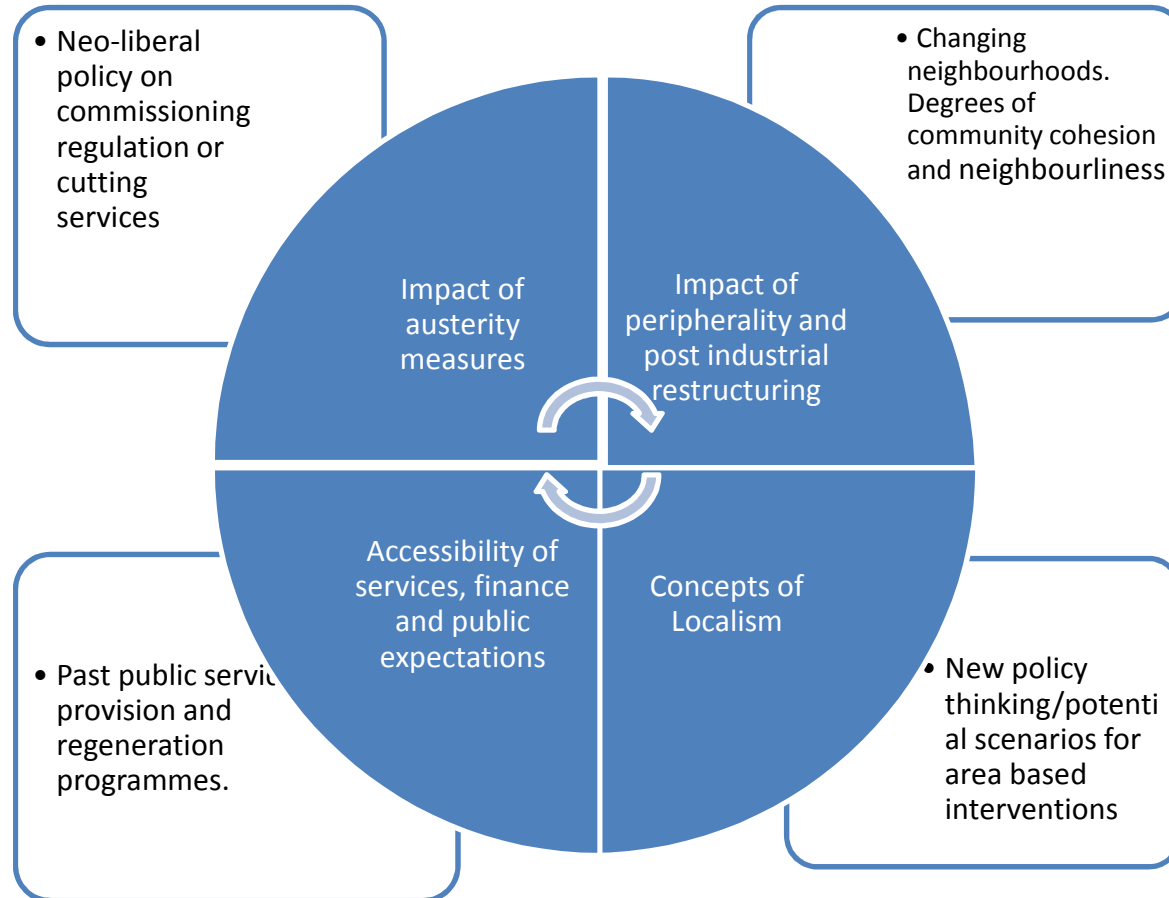 • Neo-liberal
policy on
commissioning
regulation or
cutting
services
• Changing
neighbourhoods.
Degrees of
community cohesion
and neighbourliness
Impact of
austerity
measures
Impact of
peripherality and
post industrial
restructuring
Accessibility of
services, finance
and public
expectations
Concepts of
Localism
• Past public servic
provision and
regeneration
programmes.
• New policy
thinking/potenti
al scenarios for
area based
interventions